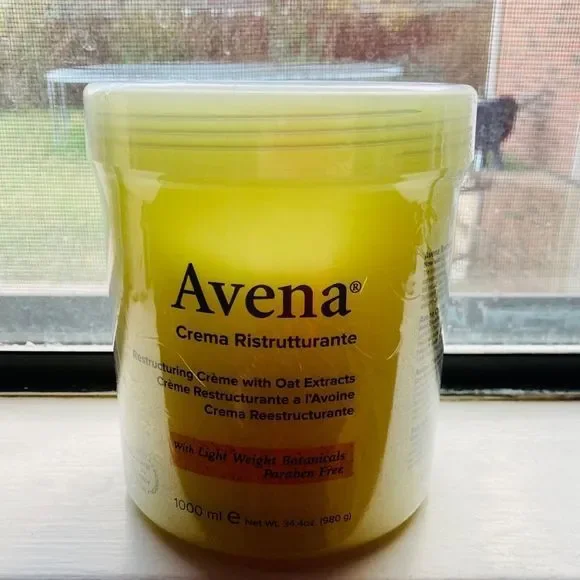 Avena®
Crema Ristrutturante
Restructuring Crème with Oat Extracts
Crème Restructurante a l'Avoine
Crema Reestructurante
with Light Weight Botanicals
Paraben Free
1000 ml e Net Wt. 34.4oz. (980 g)